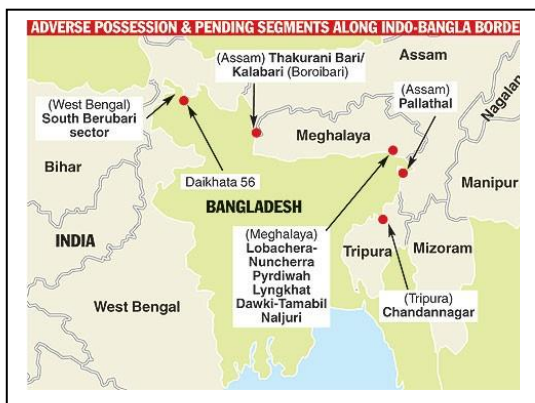 ADVERSE POSSESSION & PENDING SEGMENTS ALONG INDO-BANGLA BORDE
(Assam) Thakurani Bari/
Kalabari (Boroibari)
Assam
(West Bengal)
South Berubari
sector
(Assam)
Pallathal
Nagalan
Meghalaya
Bihar
Daikhata 56
Manipur
BANGLADESH
INDIA
(Meghalaya)
Lobachera-
Nuncherra
Pyrdiwah
Lyngkhat
Dawki-Tamabil
Naljuri
Tripura
Mizoram
West Bengal
(Tripura)
Chandannagar